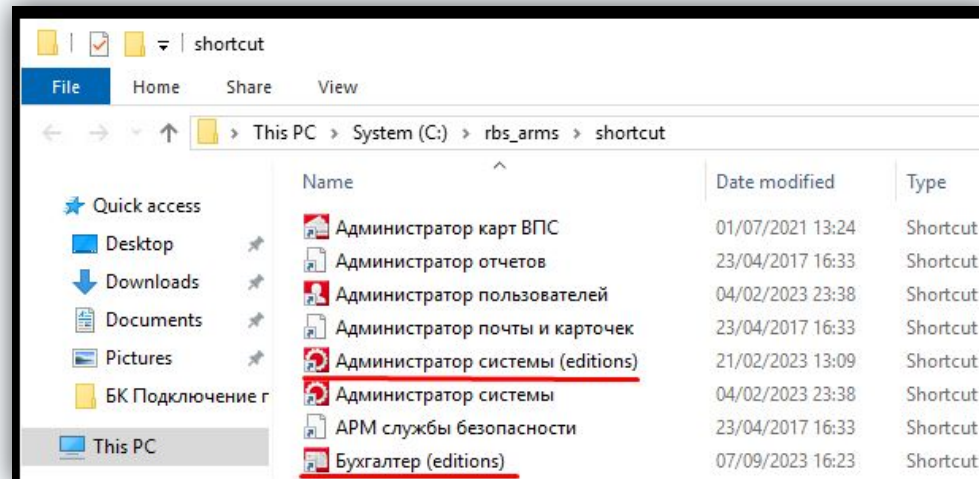 shortcut
File Home Share View
This PC > System (C:) > rbs_arms > shortcut
Name Date modified Type
Quick access
Desktop
Downloads
Documents
Pictures
БК Подключение г
This PC
Администратор карт ВПС 01/07/2021 13:24 Shortcut
Администратор отчетов 23/04/2017 16:33 Shortcut
Администратор пользователей 04/02/2023 23:38 Shortcut
Администратор почты и карточек 23/04/2017 16:33 Shortcut
Администратор системы (editions) 21/02/2023 13:09 Shortcut
Администратор системы 04/02/2023 23:38 Shortcut
АРМ службы безопасности 23/04/2017 16:33 Shortcut
Бухгалтер (editions) 07/09/2023 16:23 Shortcut